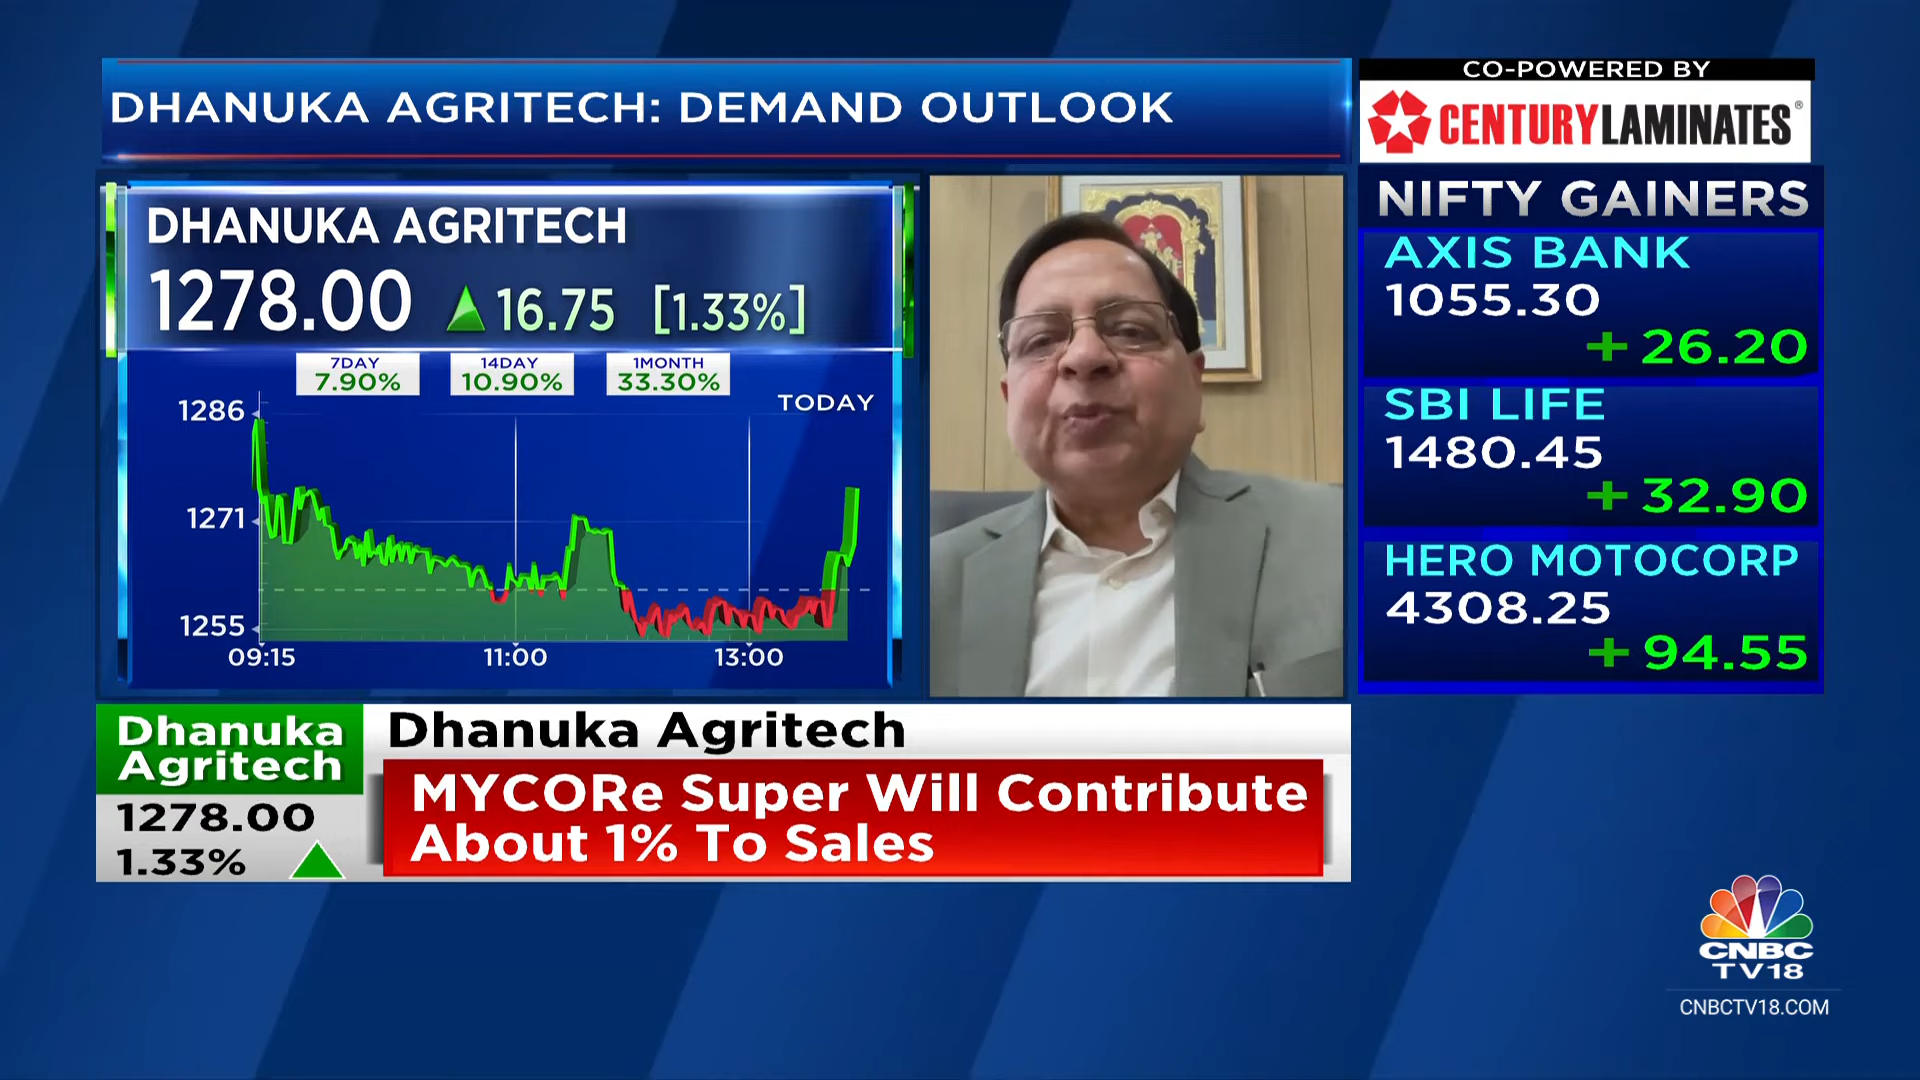 DHANUKA AGRITECH: DEMAND OUTLOOK
CO-POWERED BY
CENTURYLAMINATES®
DHANUKA AGRITECH
1278.00 16.75 [1.33%]
7DAY
7.90%
14DAY
10.90%
1MONTH
33.30%
TODAY
1286
1271
1255
09:15 11:00 13:00
NIFTY GAINERS
AXIS BANK
1055.30
+ 26.20
SBI LIFE
1480.45
+ 32.90
HERO MOTOCORP
4308.25
+ 94.55
Dhanuka
Agritech
1278.00
1.33%
Dhanuka Agritech
MYCORe Super Will Contribute
About 1% To Sales
CNBC
TV18
CNBCTV18.COM